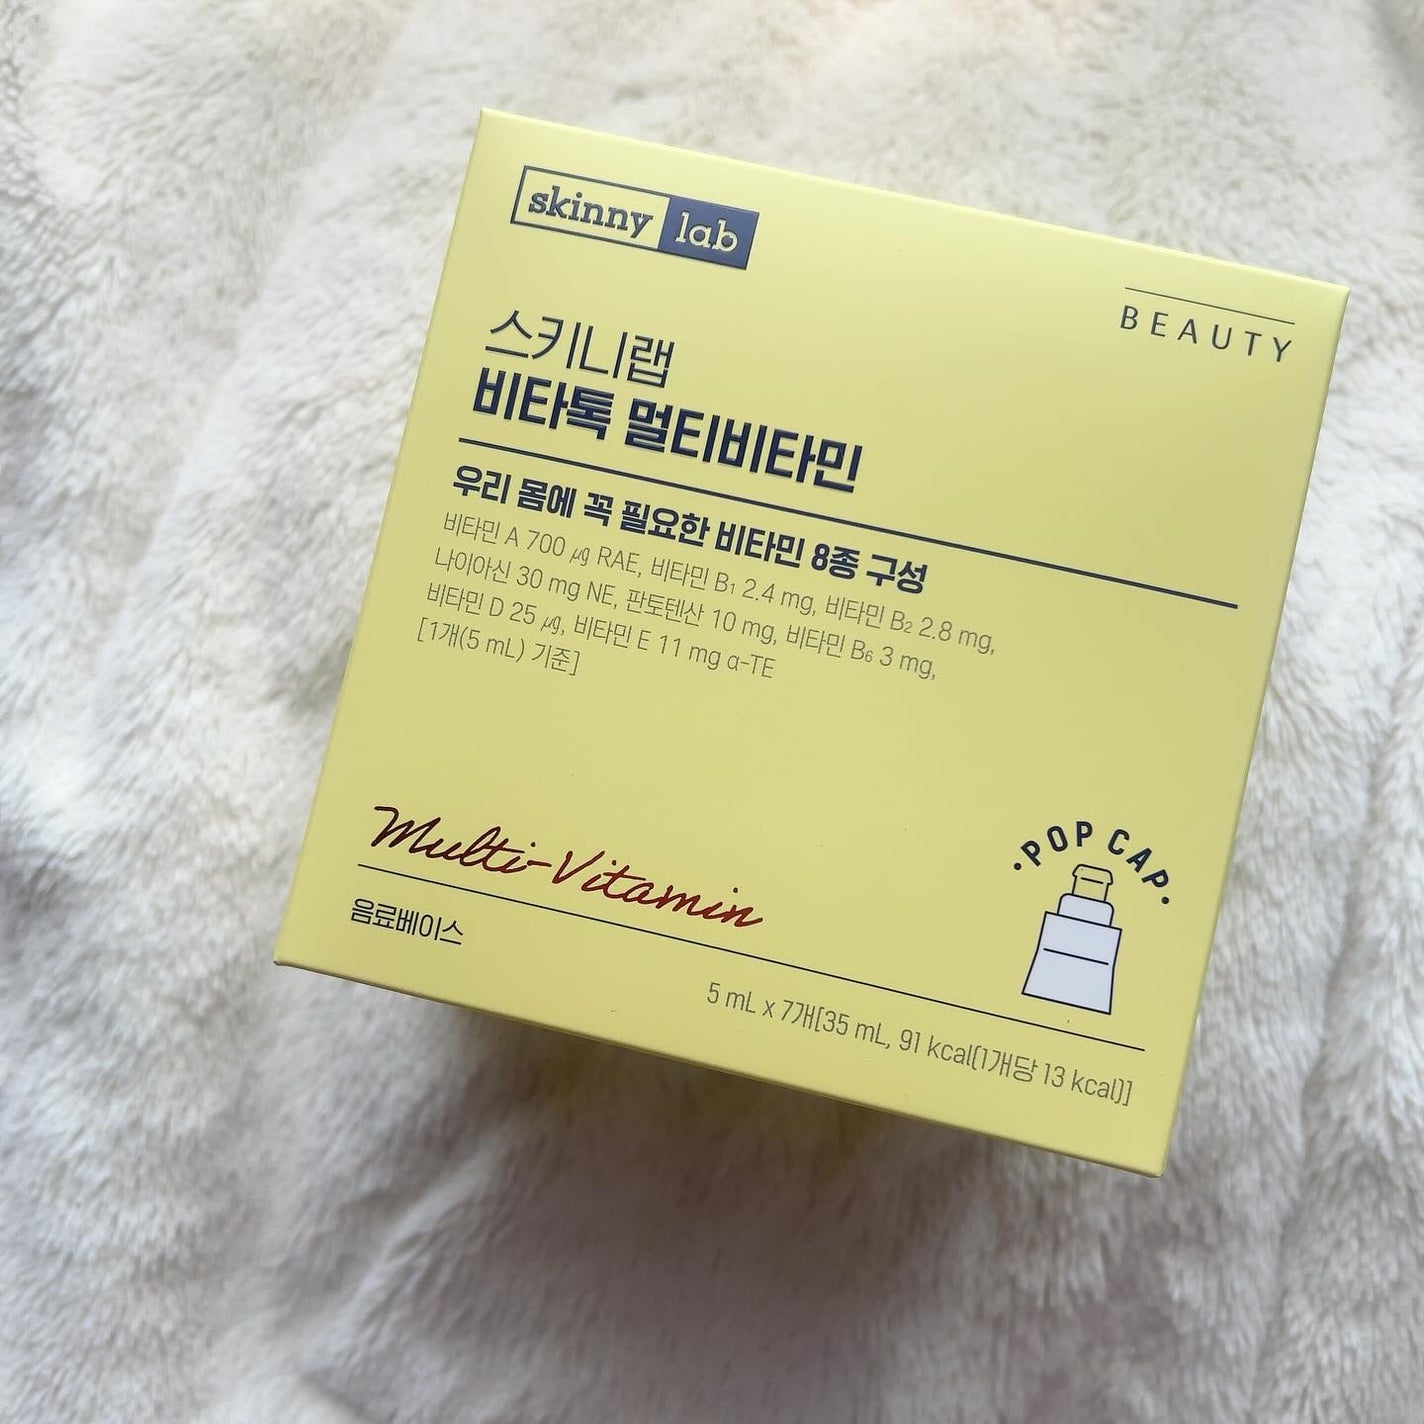 skinny lab
BEAUTY
스키니랩
비타톡 멀티비타민
우리 몸에 꼭 필요한 비타민 8종 구성
비타민 A 700 ㎍ RAE, 비타민 B₁ 2.4 mg, 비타민 B₂ 2.8 mg,
나이아신 30 mg NE, 판토텐산 10 mg, 비타민 B₆ 3 mg,
비타민 D 25 ㎍, 비타민 E 11 mg α-TE
[1개(5 mL) 기준]
·POP CAP·
Multi-Vitamin
음료베이스
5 mL x 7개[35 mL, 91 kcal(1개당 13 kcal)]